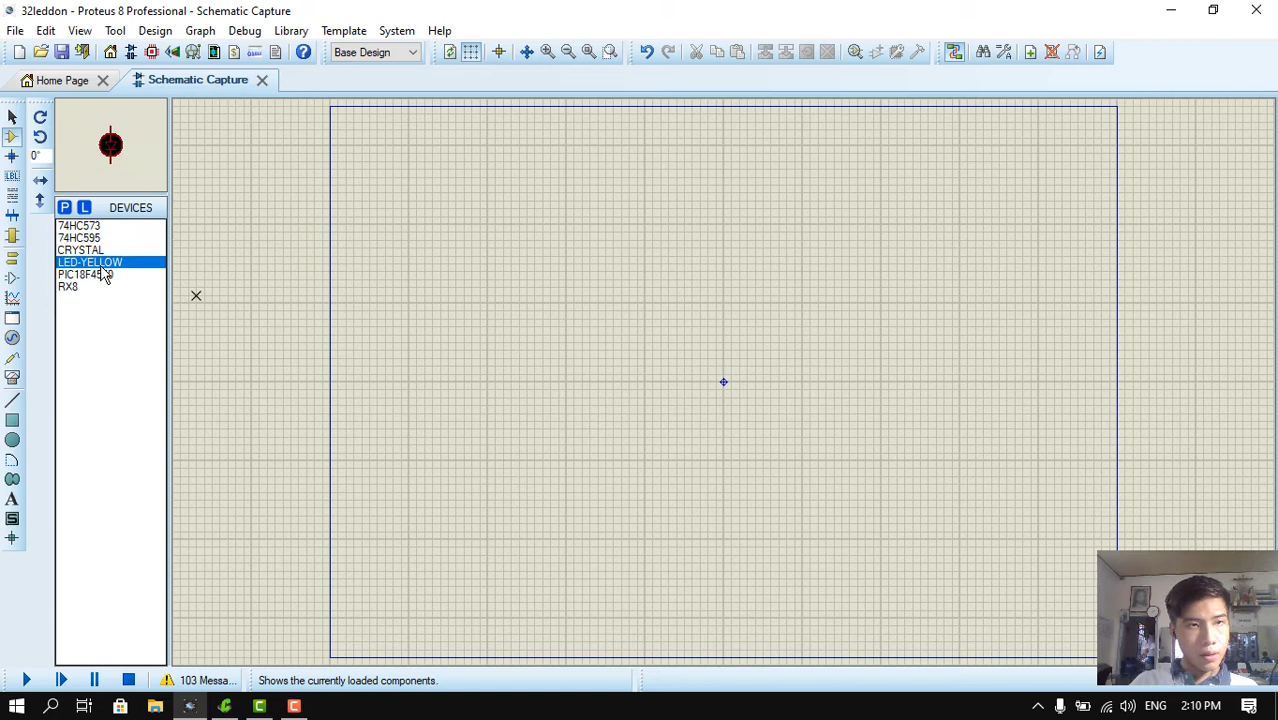 32leddon - Proteus 8 Professional - Schematic Capture
File Edit View Tool Design Graph Debug Library Template System Help
Base Design
Home Page
Schematic Capture
0°
P L DEVICES
74HC573
74HC595
CRYSTAL
LED-YELLOW
RX8
LBL
A
S
103 Messa...
Shows the currently loaded components.
ENG
2:10 PM